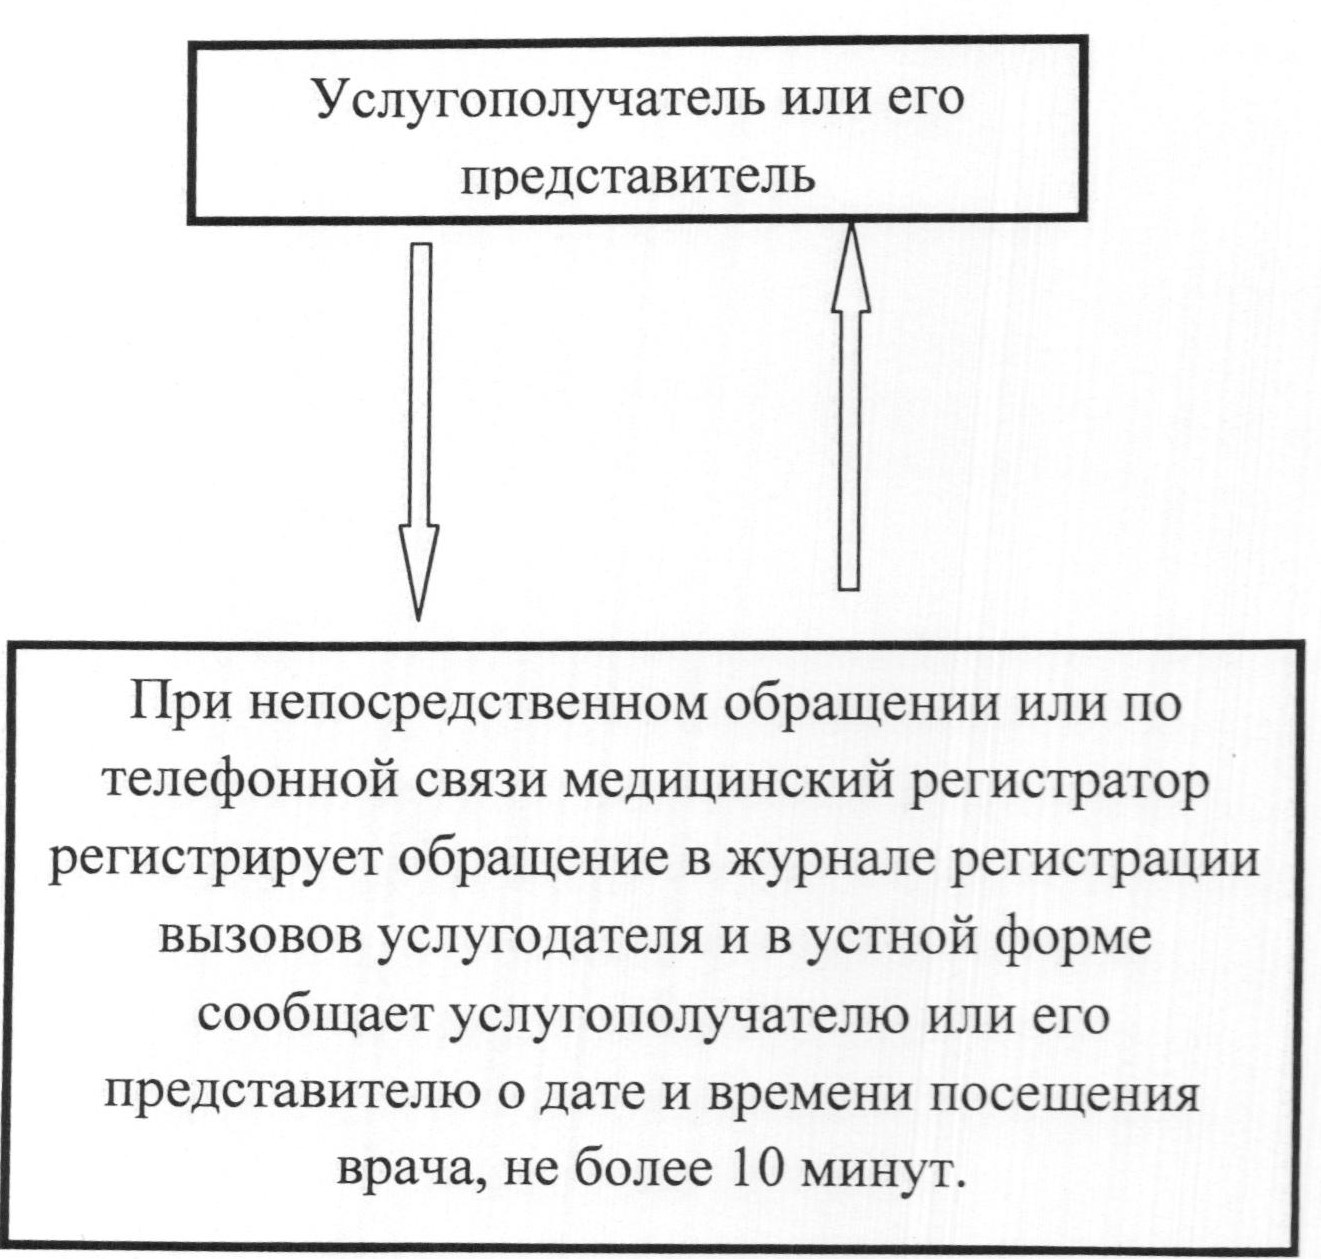 Услугополучатель или его
представитель
При непосредственном обращении или по
телефонной связи медицинский регистратор
регистрирует обращение в журнале регистрации
вызовов услугодателя и в устной форме
сообщает услугополучателю или его
представителю о дате и времени посещения
врача, не более 10 минут.